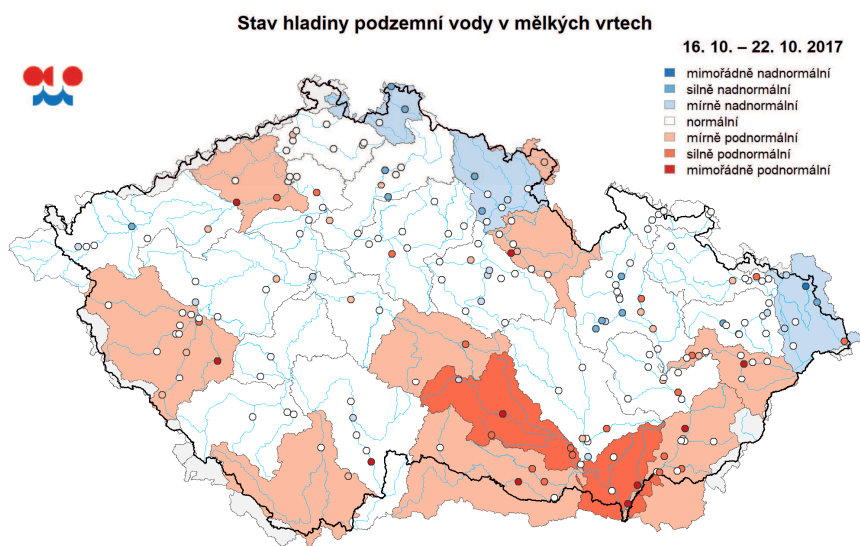 Stav hladiny podzemní vody v mělkých vrtech
16. 10. – 22. 10. 2017
mimořádně nadnormální
silně nadnormální
mírně nadnormální
normální
mírně podnormální
silně podnormální
mimořádně podnormální